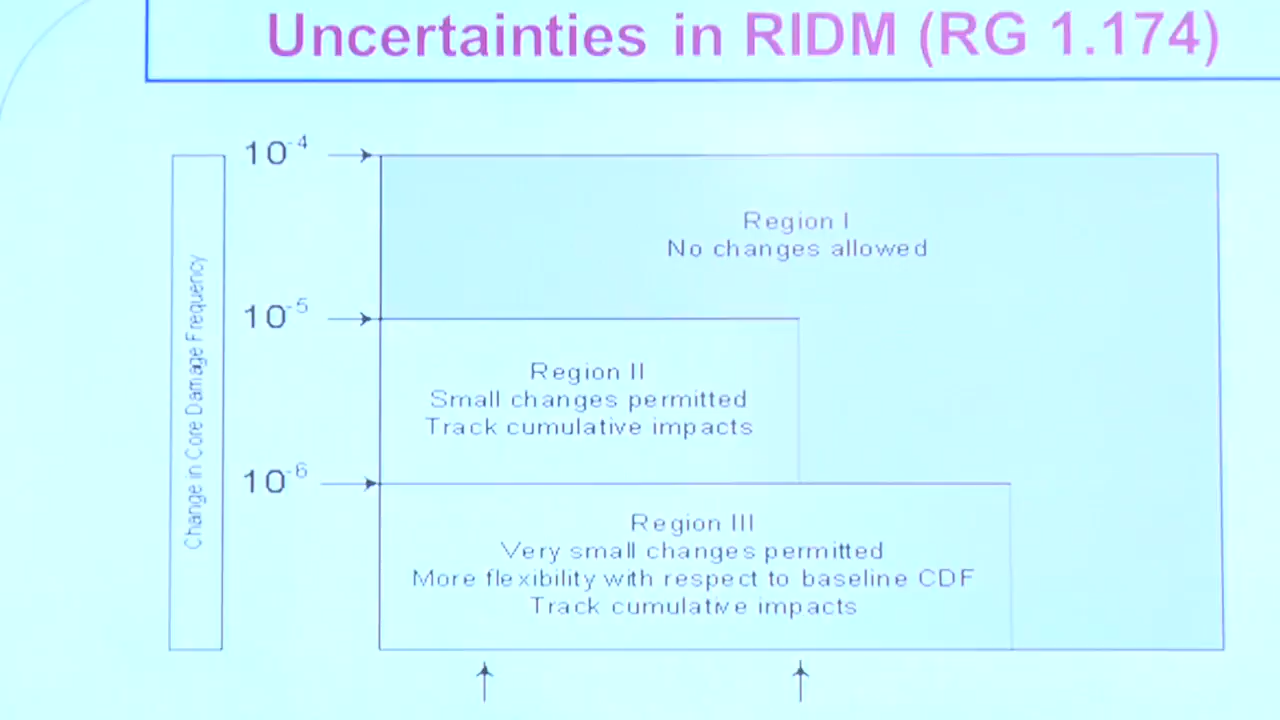 Uncertainties in RIDM (RG 1.174)
10-4
Region I
No changes allowed
10-5
Region II
Small changes permitted
Track cumulative impacts
Change in Core Damage Frequency
10-6
Region III
Very small changes permitted
More flexibility with respect to baseline CDF
Track cumulative impacts